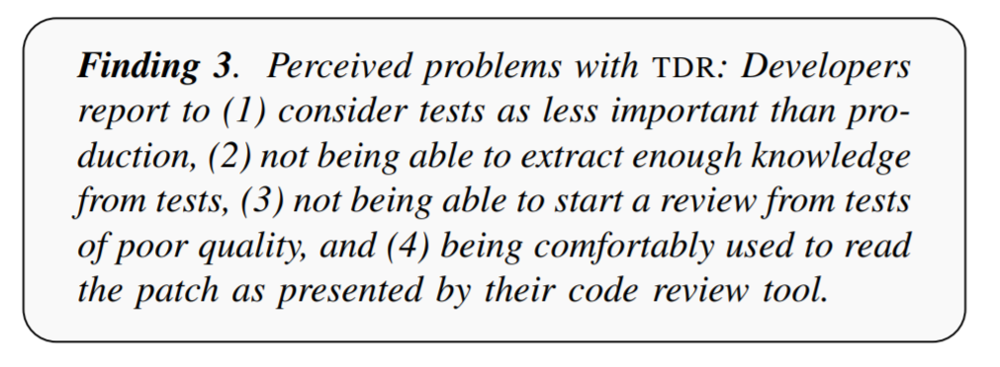 Finding 3. Perceived problems with TDR: Developers
report to (1) consider tests as less important than pro-
duction, (2) not being able to extract enough knowledge
from tests, (3) not being able to start a review from tests
of poor quality, and (4) being comfortably used to read
the patch as presented by their code review tool.